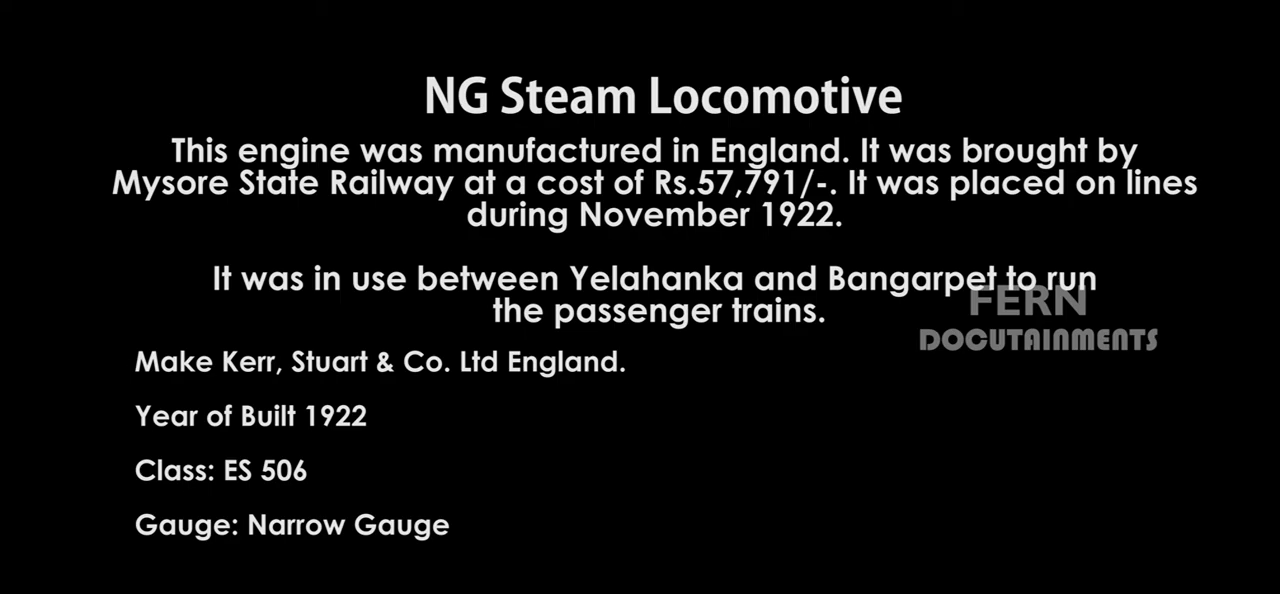 NG Steam Locomotive
This engine was manufactured in England. It was brought by
Mysore State Railway at a cost of Rs.57,791/-. It was placed on lines
during November 1922.
It was in use between Yelahanka and Bangarpet to run
the passenger trains.
FERN
DOCUTAINMENTS
Make Kerr, Stuart & Co. Ltd England.
Year of Built 1922
Class: ES 506
Gauge: Narrow Gauge